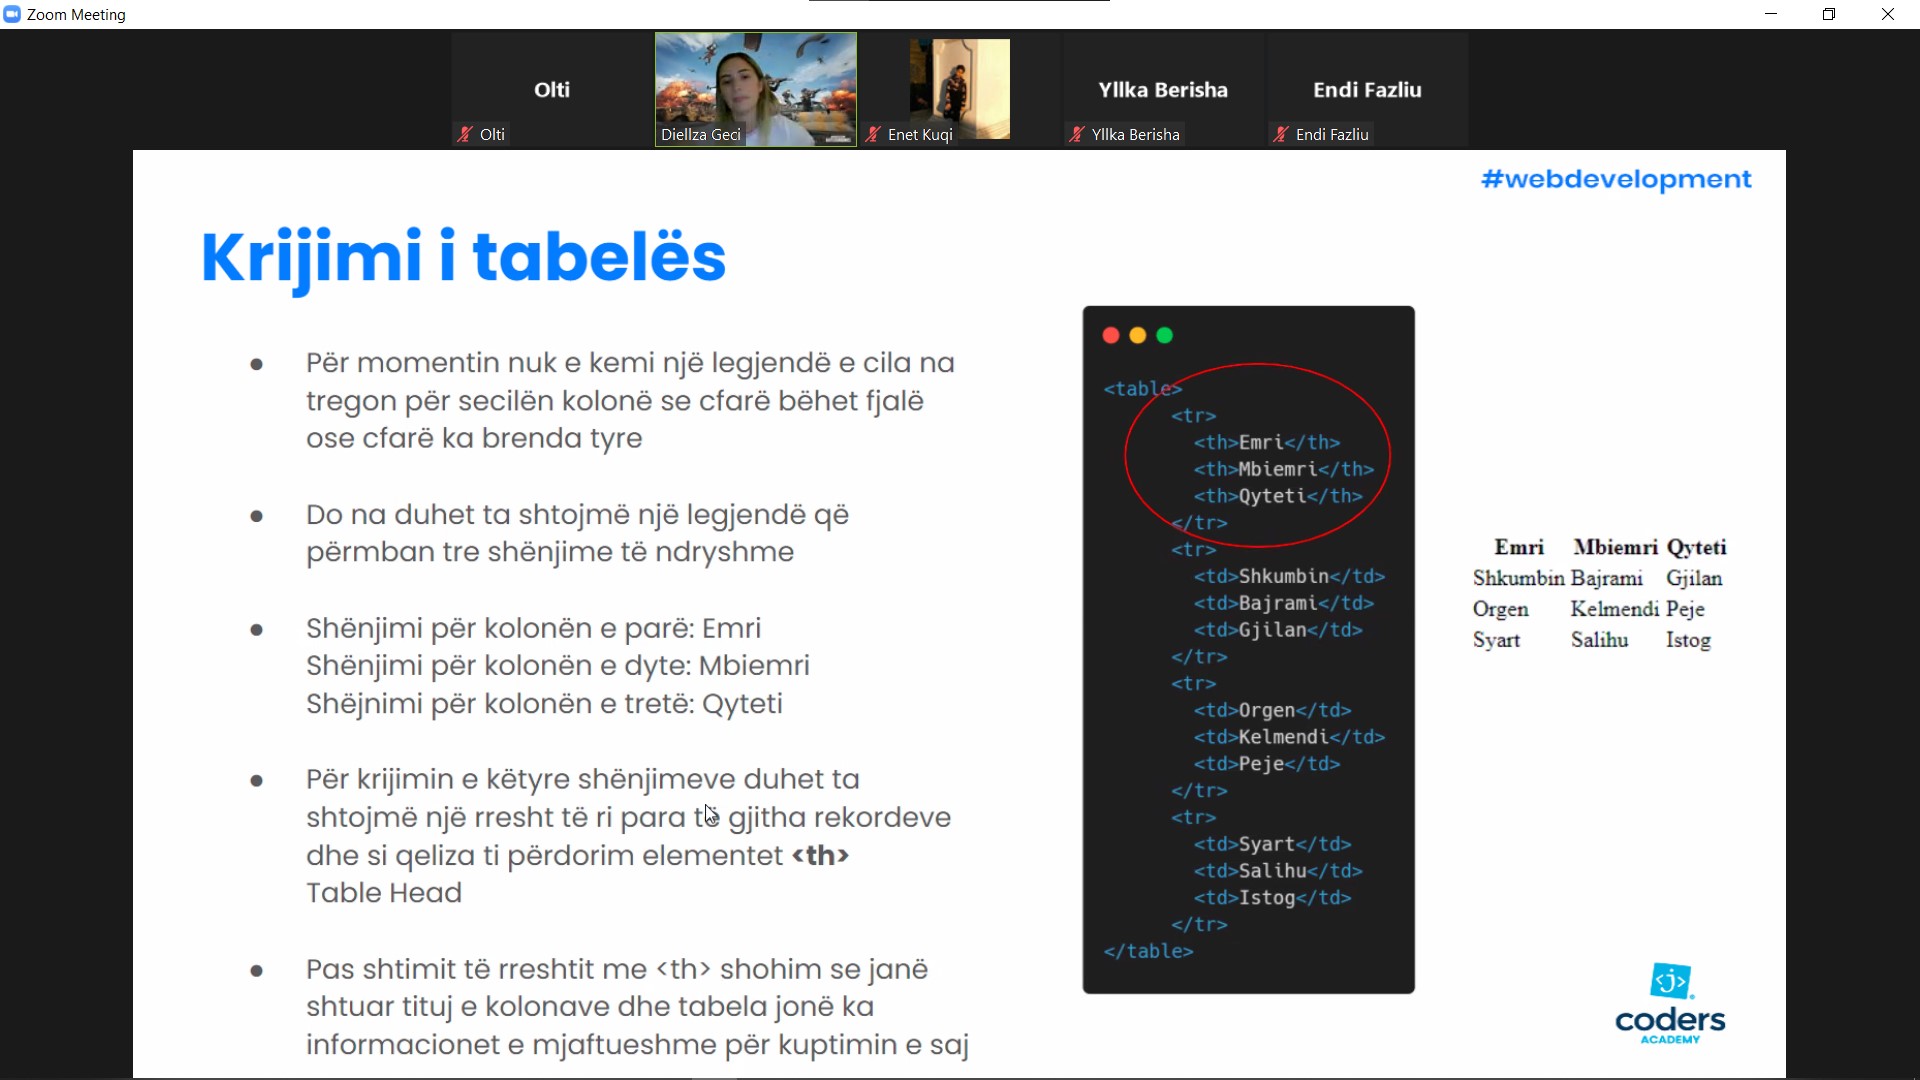 Zoom Meeting
Olti
Olti
Diellza Geci
Enet Kuqi
Yllka Berisha
Yllka Berisha
Endi Fazliu
Endi Fazliu
#webdevelopment
Krijimi i tabelës
● Për momentin nuk e kemi një legjendë e cila na
tregon për secilën kolonë se cfarë bëhet fjalë
ose cfarë ka brenda tyre
● Do na duhet ta shtojmë një legjendë që
përmban tre shënjime të ndryshme
● Shënjimi për kolonën e parë: Emri
Shënjimi për kolonën e dyte: Mbiemri
Shëjnimi për kolonën e tretë: Qyteti
● Për krijimin e këtyre shënjimeve duhet ta
shtojmë një rresht të ri para të gjitha rekordeve
dhe si qeliza ti përdorim elementet <th>
Table Head
● Pas shtimit të rreshtit me <th> shohim se janë
shtuar tituj e kolonave dhe tabela jonë ka
informacionet e mjaftueshme për kuptimin e saj
<table>
<tr>
<th>Emri</th>
<th>Mbiemri</th>
<th>Qyteti</th>
</tr>
<tr>
<td>Shkumbin</td>
<td>Bajrami</td>
<td>Gjilan</td>
</tr>
<tr>
<td>Orgen</td>
<td>Kelmendi</td>
<td>Peje</td>
</tr>
<tr>
<td>Syart</td>
<td>Salihu</td>
<td>Istog</td>
</tr>
</table>
Emri Mbiemri Qyteti
Shkumbin Bajrami Gjilan
Orgen Kelmendi Peje
Syart Salihu Istog
<j>
coders
ACADEMY